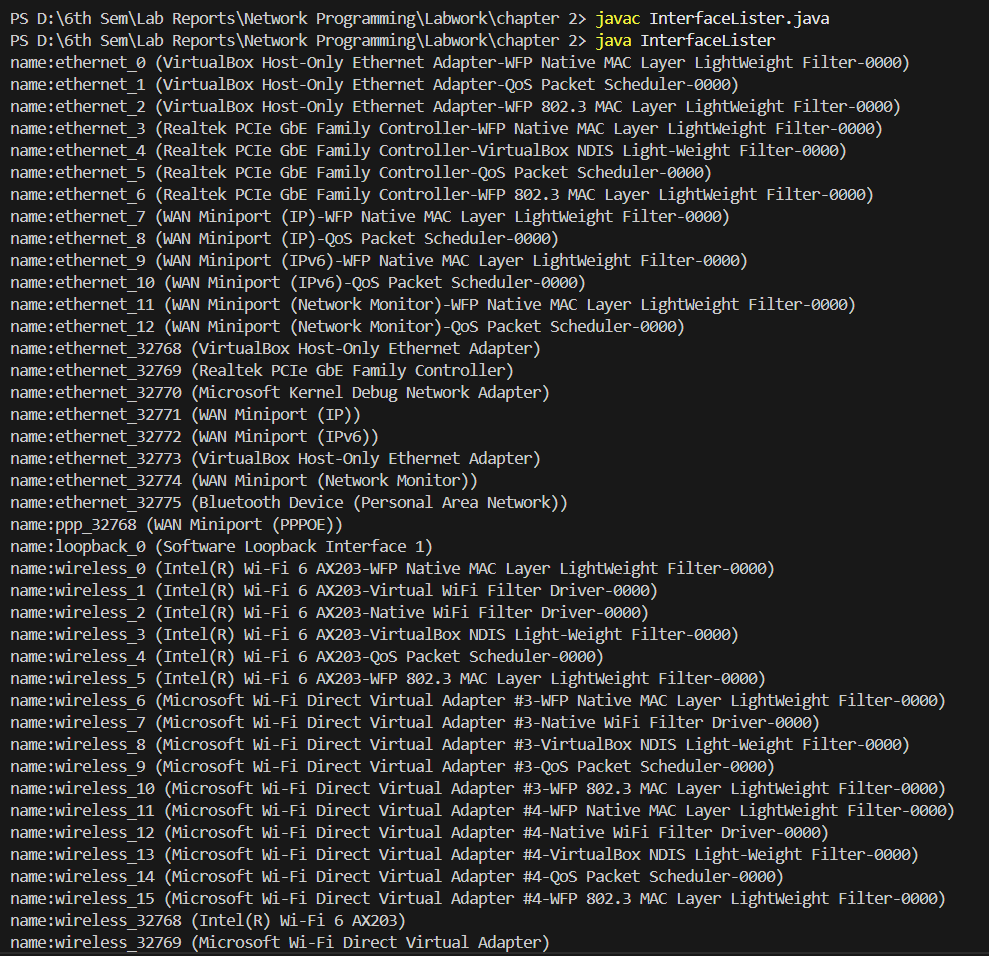 PS D:\6th Sem\Lab Reports\Network Programming\Labwork\chapter 2> javac InterfaceLister.java
PS D:\6th Sem\Lab Reports\Network Programming\Labwork\chapter 2> java InterfaceLister
name:ethernet_0 (VirtualBox Host-Only Ethernet Adapter-WFP Native MAC Layer LightWeight Filter-0000)
name:ethernet_1 (VirtualBox Host-Only Ethernet Adapter-QoS Packet Scheduler-0000)
name:ethernet_2 (VirtualBox Host-Only Ethernet Adapter-WFP 802.3 MAC Layer LightWeight Filter-0000)
name:ethernet_3 (Realtek PCIe GbE Family Controller-WFP Native MAC Layer LightWeight Filter-0000)
name:ethernet_4 (Realtek PCIe GbE Family Controller-VirtualBox NDIS Light-Weight Filter-0000)
name:ethernet_5 (Realtek PCIe GbE Family Controller-QoS Packet Scheduler-0000)
name:ethernet_6 (Realtek PCIe GbE Family Controller-WFP 802.3 MAC Layer LightWeight Filter-0000)
name:ethernet_7 (WAN Miniport (IP)-WFP Native MAC Layer LightWeight Filter-0000)
name:ethernet_8 (WAN Miniport (IP)-QoS Packet Scheduler-0000)
name:ethernet_9 (WAN Miniport (IPv6)-WFP Native MAC Layer LightWeight Filter-0000)
name:ethernet_10 (WAN Miniport (IPv6)-QoS Packet Scheduler-0000)
name:ethernet_11 (WAN Miniport (Network Monitor)-WFP Native MAC Layer LightWeight Filter-0000)
name:ethernet_12 (WAN Miniport (Network Monitor)-QoS Packet Scheduler-0000)
name:ethernet_32768 (VirtualBox Host-Only Ethernet Adapter)
name:ethernet_32769 (Realtek PCIe GbE Family Controller)
name:ethernet_32770 (Microsoft Kernel Debug Network Adapter)
name:ethernet_32771 (WAN Miniport (IP))
name:ethernet_32772 (WAN Miniport (IPv6))
name:ethernet_32773 (VirtualBox Host-Only Ethernet Adapter)
name:ethernet_32774 (WAN Miniport (Network Monitor))
name:ethernet_32775 (Bluetooth Device (Personal Area Network))
name:ppp_32768 (WAN Miniport (PPPOE))
name:loopback_0 (Software Loopback Interface 1)
name:wireless_0 (Intel(R) Wi-Fi 6 AX203-WFP Native MAC Layer LightWeight Filter-0000)
name:wireless_1 (Intel(R) Wi-Fi 6 AX203-Virtual WiFi Filter Driver-0000)
name:wireless_2 (Intel(R) Wi-Fi 6 AX203-Native WiFi Filter Driver-0000)
name:wireless_3 (Intel(R) Wi-Fi 6 AX203-VirtualBox NDIS Light-Weight Filter-0000)
name:wireless_4 (Intel(R) Wi-Fi 6 AX203-QoS Packet Scheduler-0000)
name:wireless_5 (Intel(R) Wi-Fi 6 AX203-WFP 802.3 MAC Layer LightWeight Filter-0000)
name:wireless_6 (Microsoft Wi-Fi Direct Virtual Adapter #3-WFP Native MAC Layer LightWeight Filter-0000)
name:wireless_7 (Microsoft Wi-Fi Direct Virtual Adapter #3-Native WiFi Filter Driver-0000)
name:wireless_8 (Microsoft Wi-Fi Direct Virtual Adapter #3-VirtualBox NDIS Light-Weight Filter-0000)
name:wireless_9 (Microsoft Wi-Fi Direct Virtual Adapter #3-QoS Packet Scheduler-0000)
name:wireless_10 (Microsoft Wi-Fi Direct Virtual Adapter #3-WFP 802.3 MAC Layer LightWeight Filter-0000)
name:wireless_11 (Microsoft Wi-Fi Direct Virtual Adapter #4-WFP Native MAC Layer LightWeight Filter-0000)
name:wireless_12 (Microsoft Wi-Fi Direct Virtual Adapter #4-Native WiFi Filter Driver-0000)
name:wireless_13 (Microsoft Wi-Fi Direct Virtual Adapter #4-VirtualBox NDIS Light-Weight Filter-0000)
name:wireless_14 (Microsoft Wi-Fi Direct Virtual Adapter #4-QoS Packet Scheduler-0000)
name:wireless_15 (Microsoft Wi-Fi Direct Virtual Adapter #4-WFP 802.3 MAC Layer LightWeight Filter-0000)
name:wireless_32768 (Intel(R) Wi-Fi 6 AX203)
name:wireless_32769 (Microsoft Wi-Fi Direct Virtual Adapter)